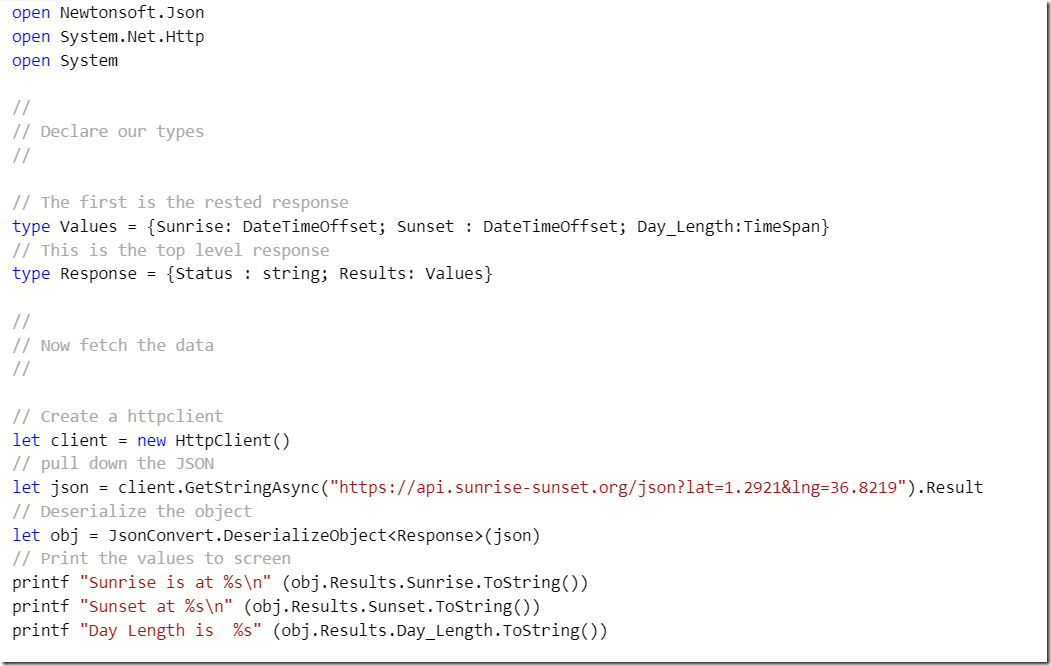 open Newtonsoft.Json
open System.Net.Http
open System
//
// Declare our types
//
// The first is the rested response
type Values = {Sunrise: DateTimeOffset; Sunset : DateTimeOffset; Day_Length:TimeSpan}
// This is the top level response
type Response = {Status : string; Results: Values}
//
// Now fetch the data
//
// Create a httpclient
let client = new HttpClient()
// pull down the JSON
let json = client.GetStringAsync("https://api.sunrise-sunset.org/json?lat=1.2921&lng=36.8219").Result
// Deserialize the object
let obj = JsonConvert.DeserializeObject<Response>(json)
// Print the values to screen
printf "Sunrise is at %s\n" (obj.Results.Sunrise.ToString())
printf "Sunset at %s\n" (obj.Results.Sunset.ToString())
printf "Day Length is  %s" (obj.Results.Day_Length.ToString())